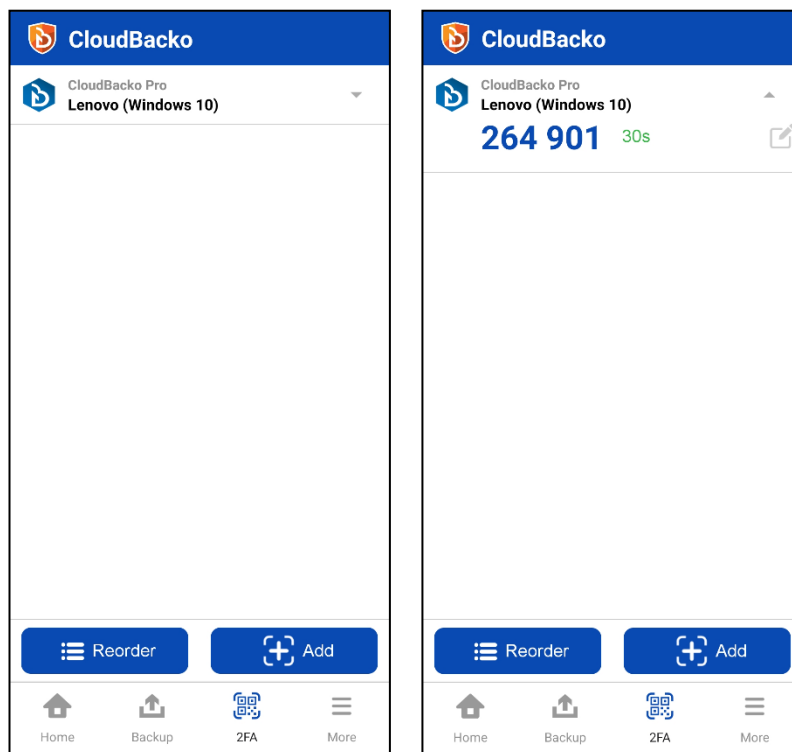 CloudBacko
CloudBacko Pro
Lenovo (Windows 10)
Reorder
Add
Home
Backup
2FA
More
CloudBacko
CloudBacko Pro
Lenovo (Windows 10)
264 901 30s
Reorder
Add
Home
Backup
2FA
More